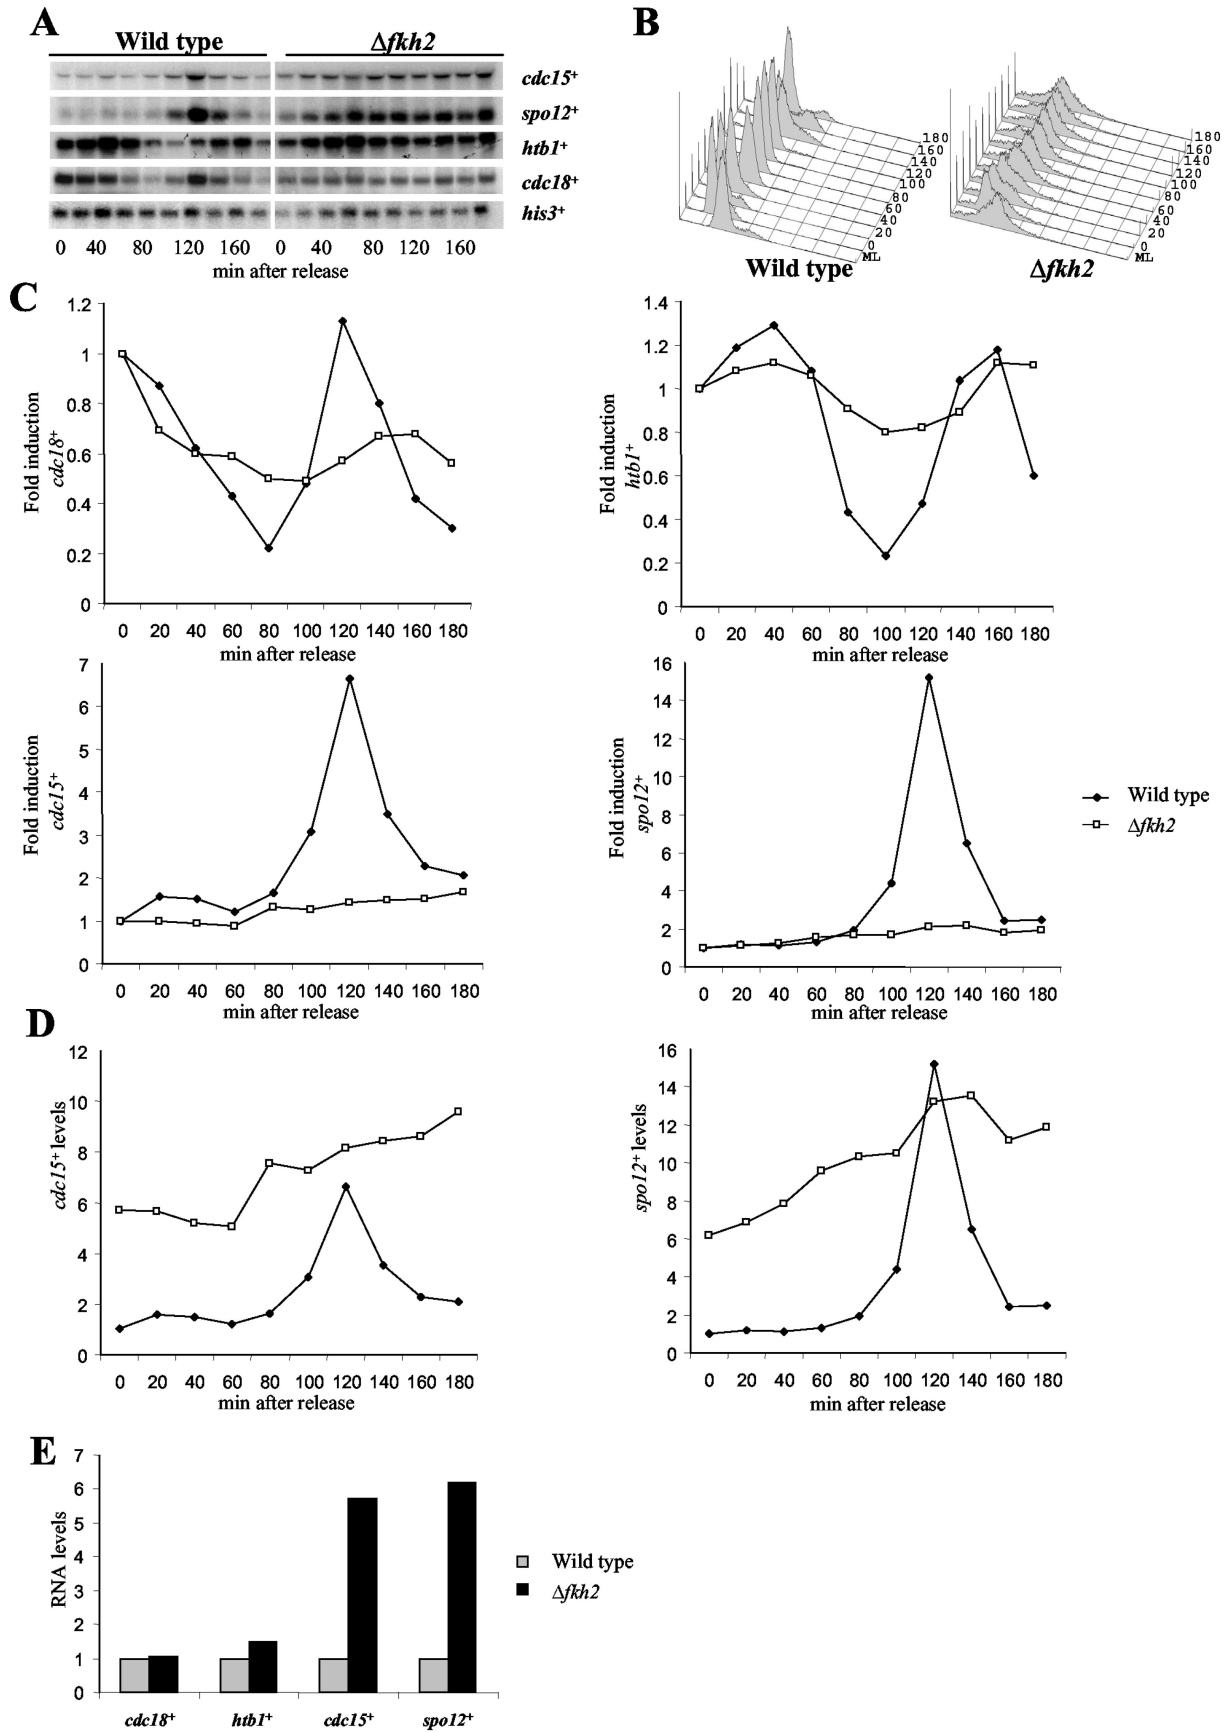 A
Wild type Δfkh2
cdc15+
spo12+
htb1+
cdc18+
his3+
0 40 80 120 160 0 40 80 120 160
min after release
B
180
160
140
120
100
80
60
40
20
0
ML
Wild type
180
160
140
120
100
80
60
40
20
0
ML
Δfkh2
C
Fold induction
cdc18+
1.2
1
0.8
0.6
0.4
0.2
0
0 20 40 60 80 100 120 140 160 180
min after release
Fold induction
htb1+
1.4
1.2
1
0.8
0.6
0.4
0.2
0
0 20 40 60 80 100 120 140 160 180
min after release
Fold induction
cdc15+
7
6
5
4
3
2
1
0
0 20 40 60 80 100 120 140 160 180
min after release
Fold induction
spo12+
16
14
12
10
8
6
4
2
0
0 20 40 60 80 100 120 140 160 180
min after release
Wild type
Δfkh2
D
cdc15+ levels
12
10
8
6
4
2
0
0 20 40 60 80 100 120 140 160 180
min after release
spo12+ levels
16
14
12
10
8
6
4
2
0
0 20 40 60 80 100 120 140 160 180
min after release
E
RNA levels
7
6
5
4
3
2
1
0
cdc18+ htb1+ cdc15+ spo12+
Wild type
Δfkh2